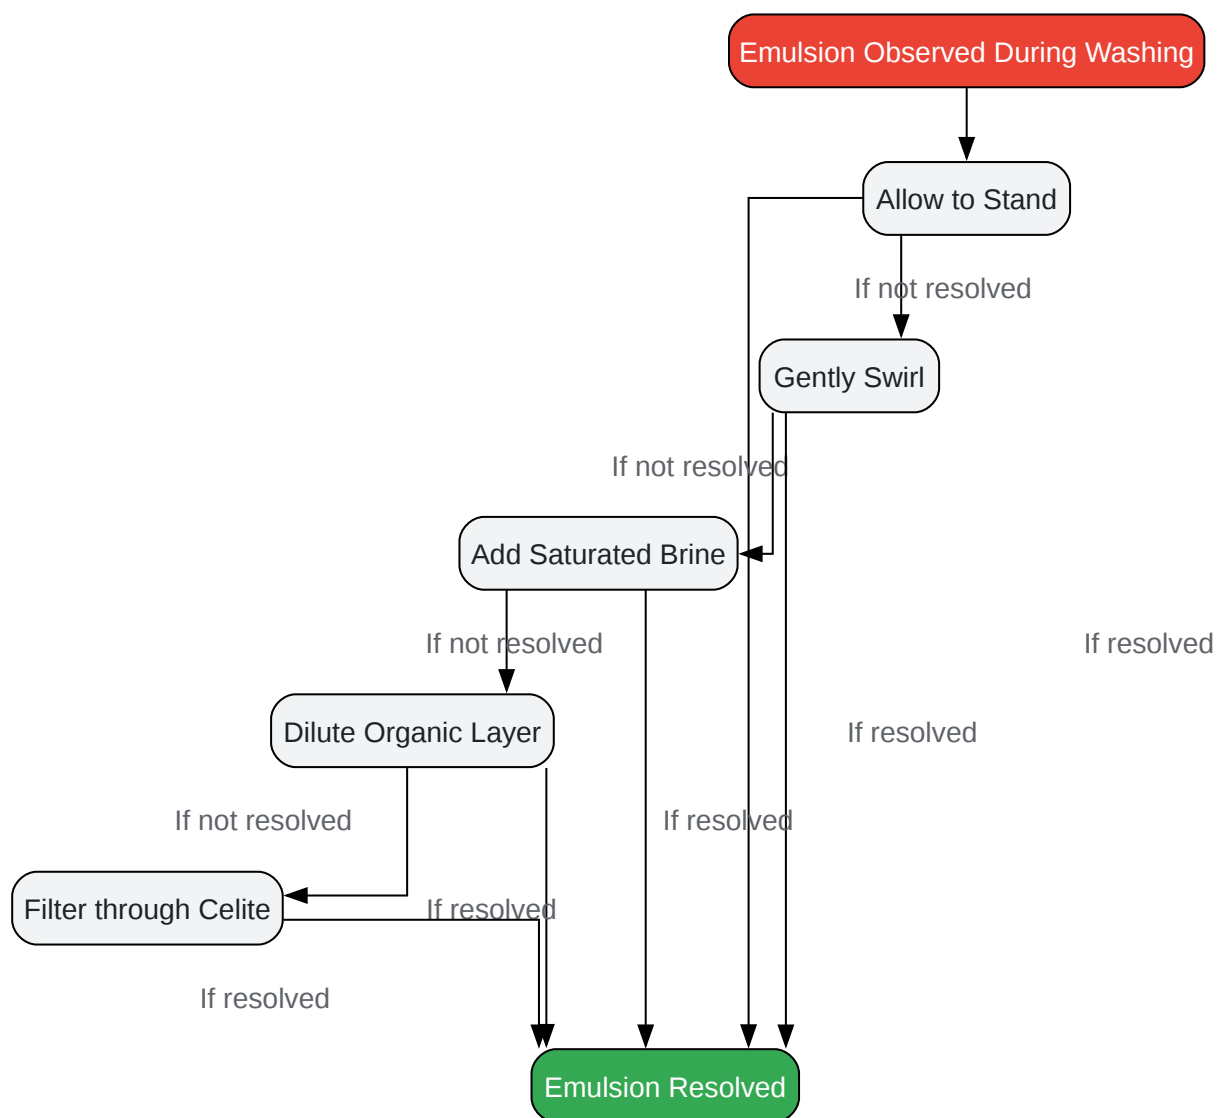 Emulsion Observed During Washing
Allow to Stand
If not resolved
Gently Swirl
If not resolved
Add Saturated Brine
If not resolved
If resolved
Dilute Organic Layer
If resolved
If not resolved
If resolved
Filter through Celite
If resolved
If resolved
Emulsion Resolved